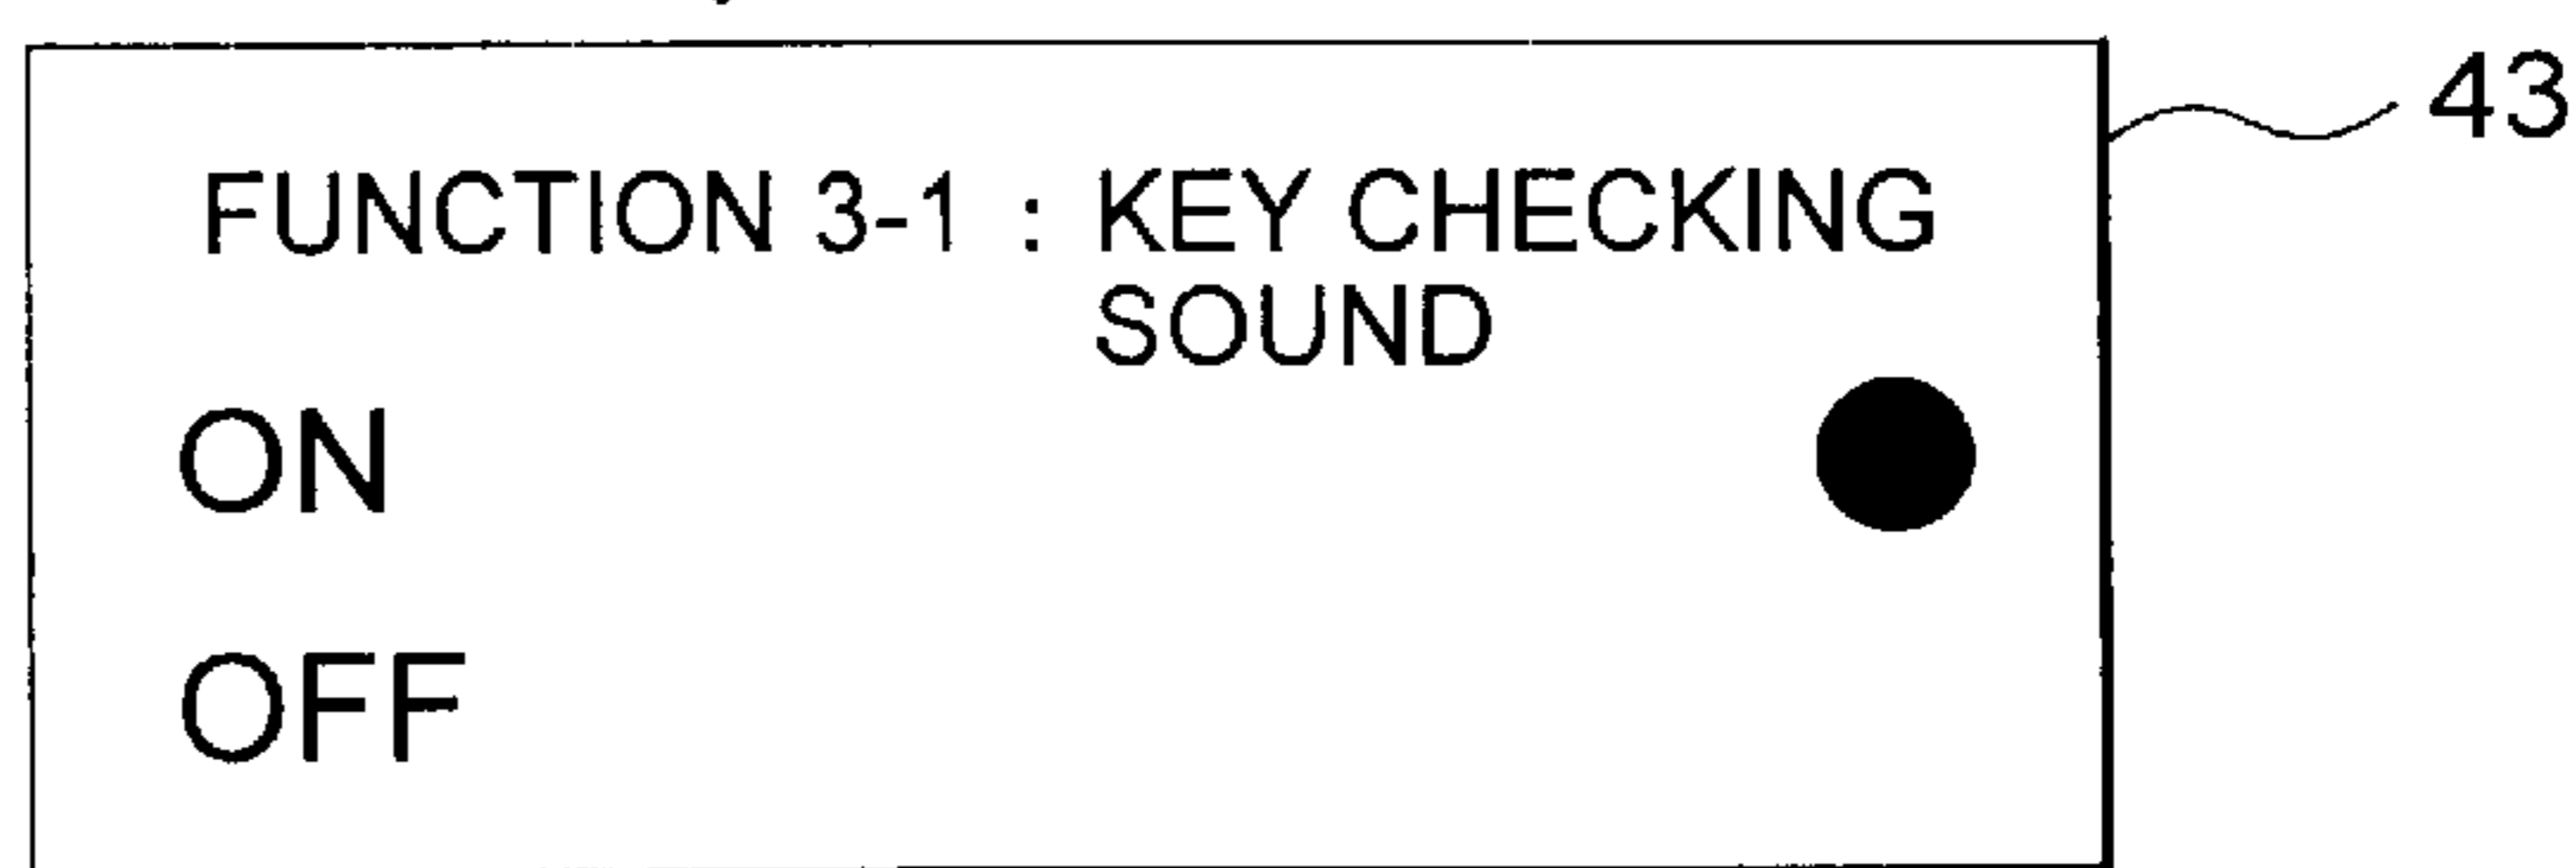 43
FUNCTION 3-1 : KEY CHECKING
SOUND
ON
OFF